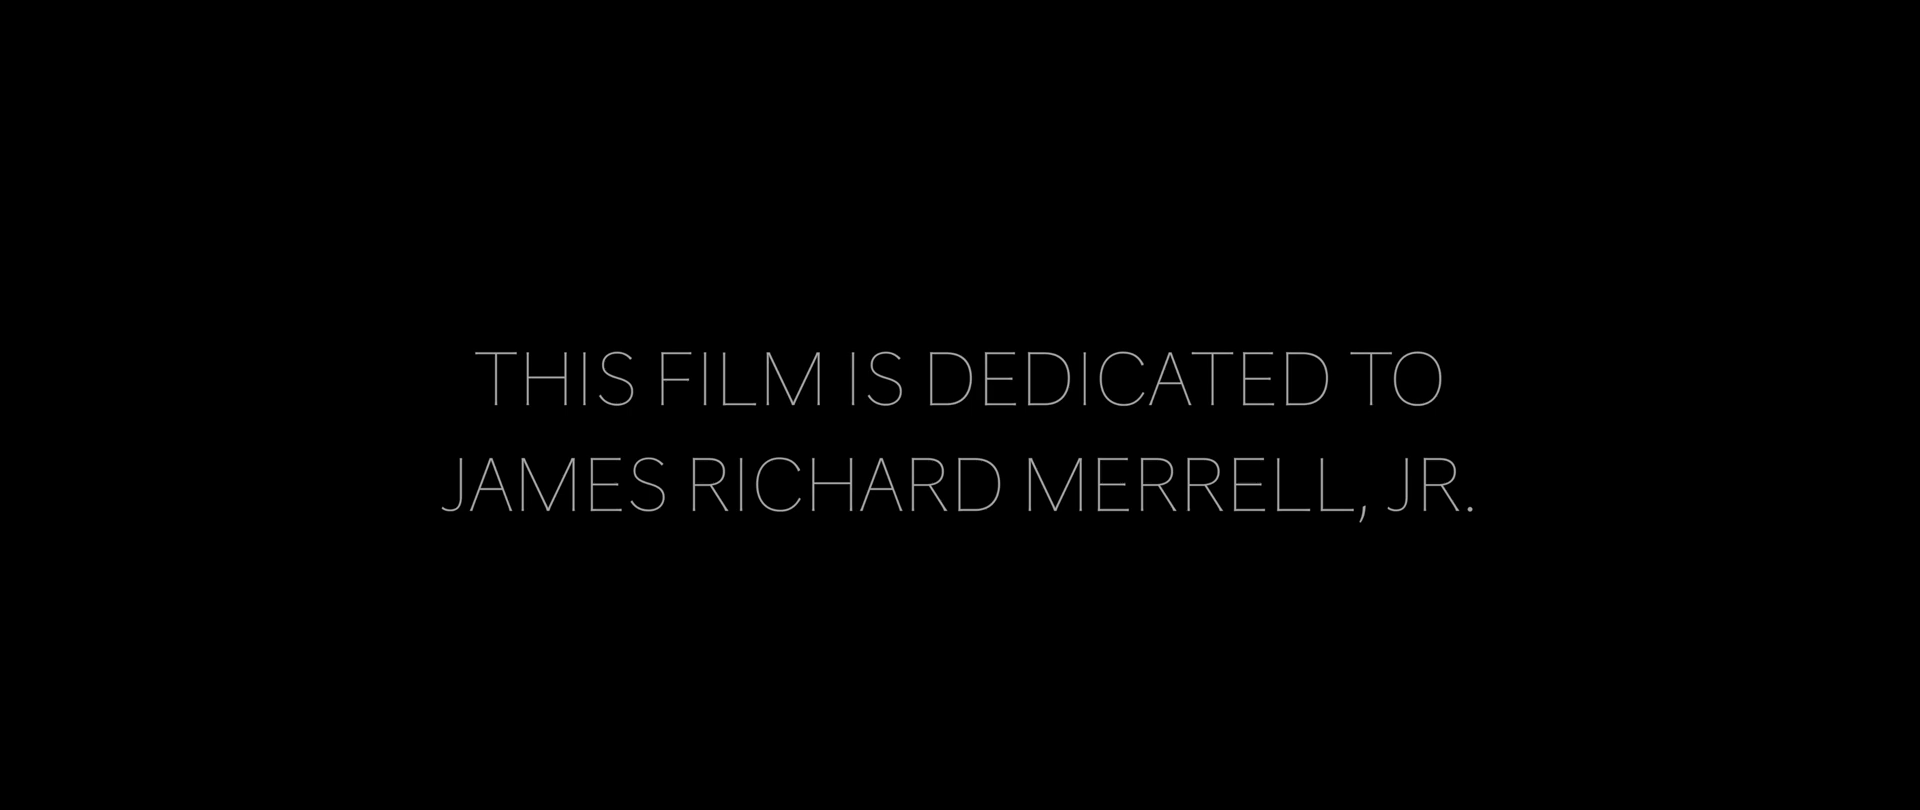 THIS FILM IS DEDICATED TO
JAMES RICHARD MERRELL, JR.